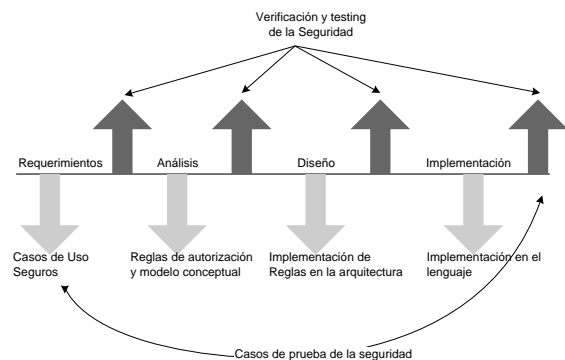 Verificación y testing
de la Seguridad
Requerimientos
Análisis
Diseño
Implementación
Casos de Uso
Seguros
Reglas de autorización
y modelo conceptual
Implementación de
Reglas en la arquitectura
Implementación en el
lenguaje
Casos de prueba de la seguridad